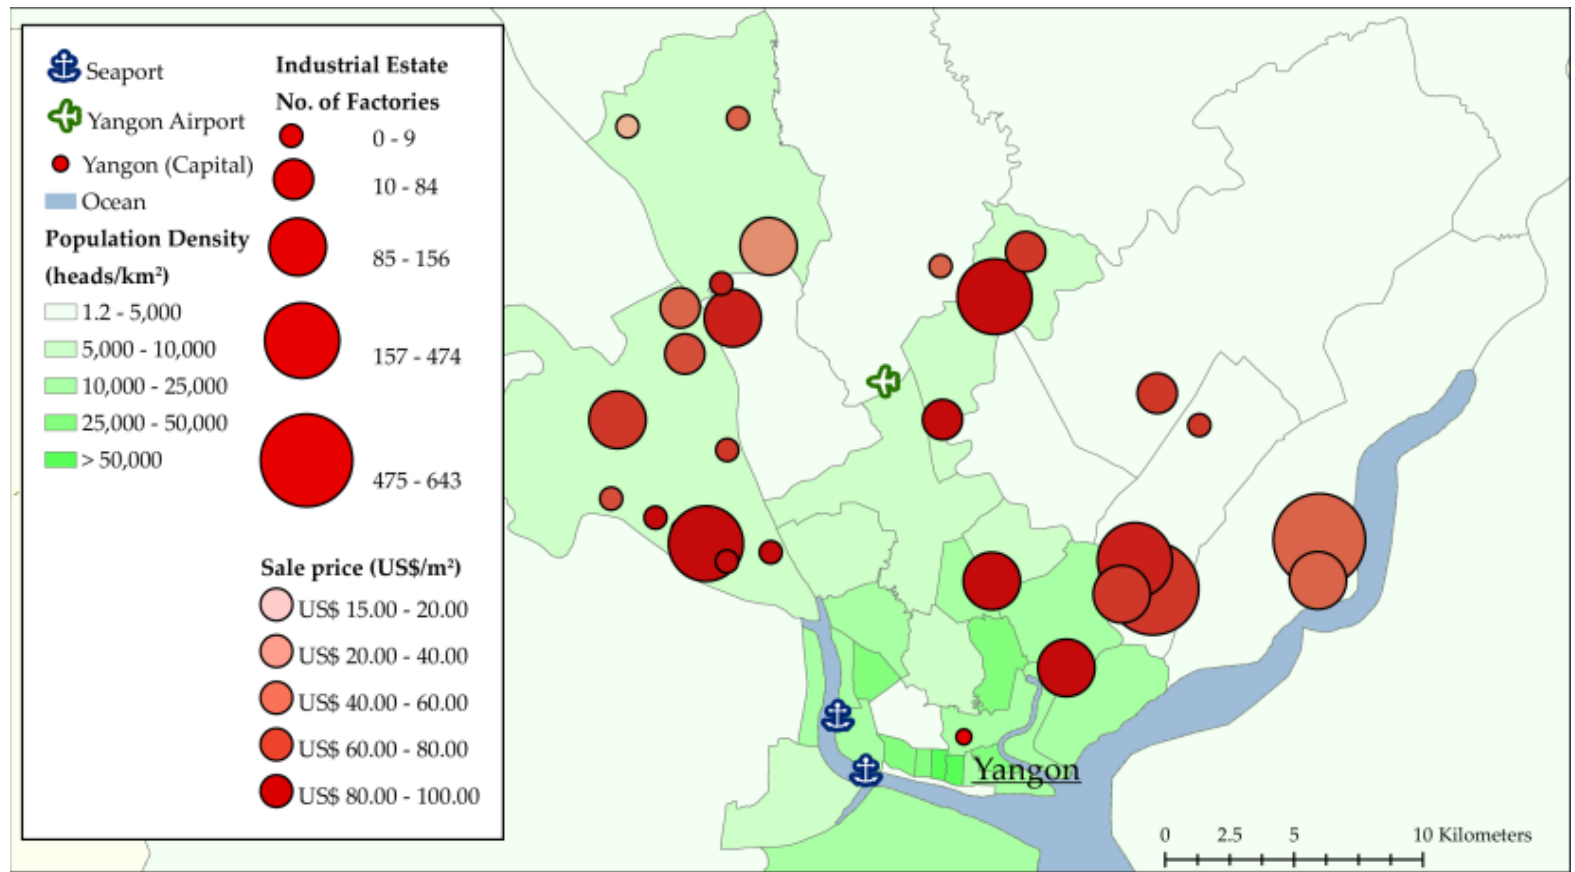 Seaport
Yangon Airport
Yangon (Capital)
Ocean
Population Density
(heads/km²)
1.2 - 5,000
5,000 - 10,000
10,000 - 25,000
25,000 - 50,000
> 50,000
Industrial Estate
No. of Factories
0 - 9
10 - 84
85 - 156
157 - 474
475 - 643
Sale price (US$/m²)
US$ 15.00 - 20.00
US$ 20.00 - 40.00
US$ 40.00 - 60.00
US$ 60.00 - 80.00
US$ 80.00 - 100.00
Yangon
0 2.5 5 10 Kilometers